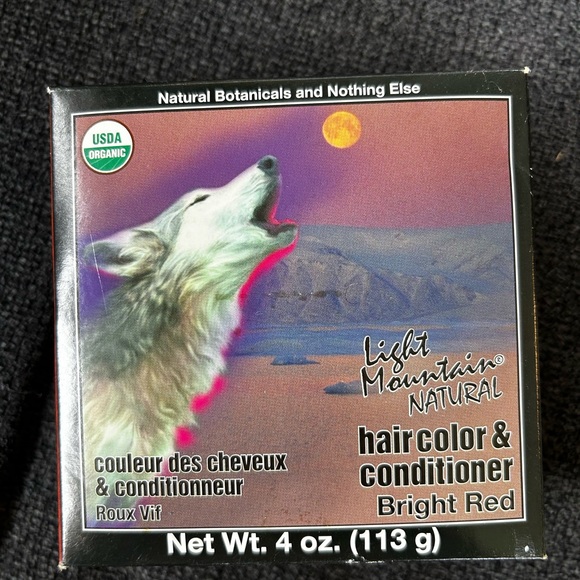 Natural Botanicals and Nothing Else
USDA
ORGANIC
Light
Mountain©
NATURAL
hair color &
conditioner
Bright Red
couleur des cheveux
& conditionneur
Roux Vif
Net Wt. 4 oz. (113 g)